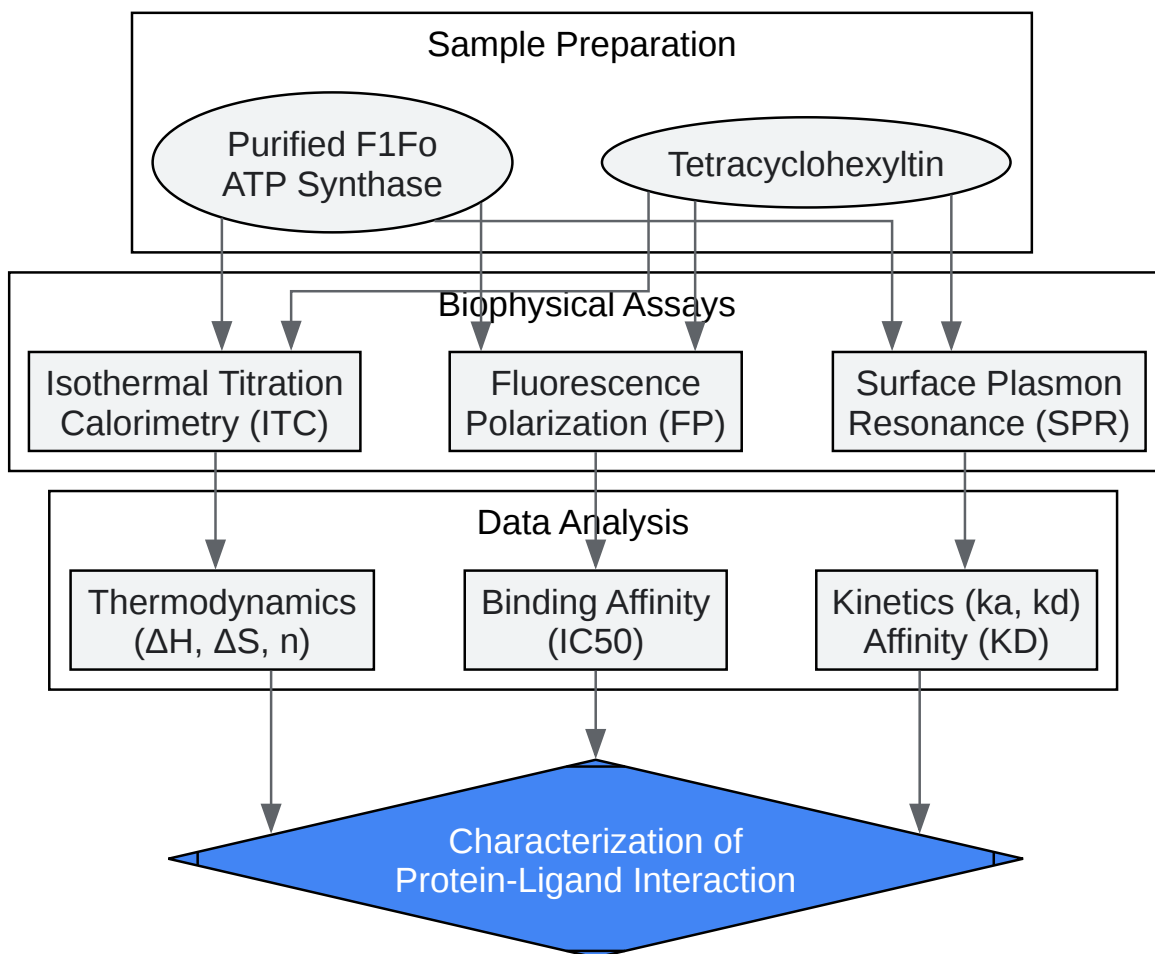 Sample Preparation
Purified F1Fo
ATP Synthase
Tetracyclohexyltin
Biophysical Assays
Isothermal Titration
Calorimetry (ITC)
Fluorescence
Polarization (FP)
Surface Plasmon
Resonance (SPR)
Data Analysis
Thermodynamics
(ΔH, ΔS, n)
Binding Affinity
(IC50)
Kinetics (ka, kd)
Affinity (KD)
Characterization of
Protein-Ligand Interaction